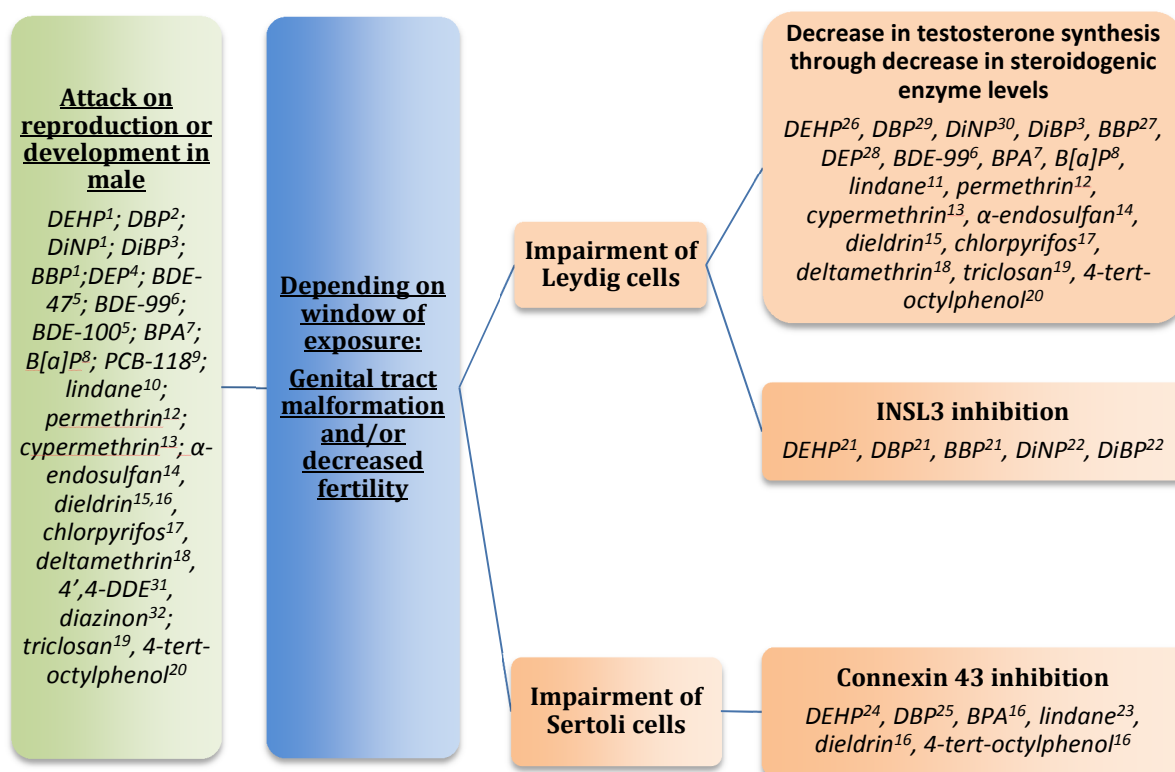 Attack on
reproduction or
development in
male
DEHP¹; DBP²;
DiNP¹; DiBP³;
BBP¹;DEP⁴; BDE-
47⁵; BDE-99⁶;
BDE-100⁵; BPA⁷;
B[a]P⁸; PCB-118⁹;
lindane¹⁰;
permethrin¹²;
cypermethrin¹³; α-
endosulfan¹⁴,
dieldrin¹⁵,¹⁶,
chlorpyrifos¹⁷,
deltamethrin¹⁸,
4’,4-DDE³¹,
diazinon³²;
triclosan¹⁹, 4-tert-
octylphenol²⁰
Depending on
window of
exposure:
Genital tract
malformation
and/or
decreased
fertility
Impairment of
Leydig cells
Decrease in testosterone synthesis
through decrease in steroidogenic
enzyme levels
DEHP²⁶, DBP²⁹, DiNP³⁰, DiBP³, BBP²⁷,
DEP²⁸, BDE-99⁶, BPA⁷, B[a]P⁸,
lindane¹¹, permethrin¹²,
cypermethrin¹³, α-endosulfan¹⁴,
dieldrin¹⁵, chlorpyrifos¹⁷,
deltamethrin¹⁸, triclosan¹⁹, 4-tert-
octylphenol²⁰
INSL3 inhibition
DEHP²¹, DBP²¹, BBP²¹, DiNP²², DiBP²²
Impairment of
Sertoli cells
Connexin 43 inhibition
DEHP²⁴, DBP²⁵, BPA¹⁶, lindane²³,
dieldrin¹⁶, 4-tert-octylphenol¹⁶